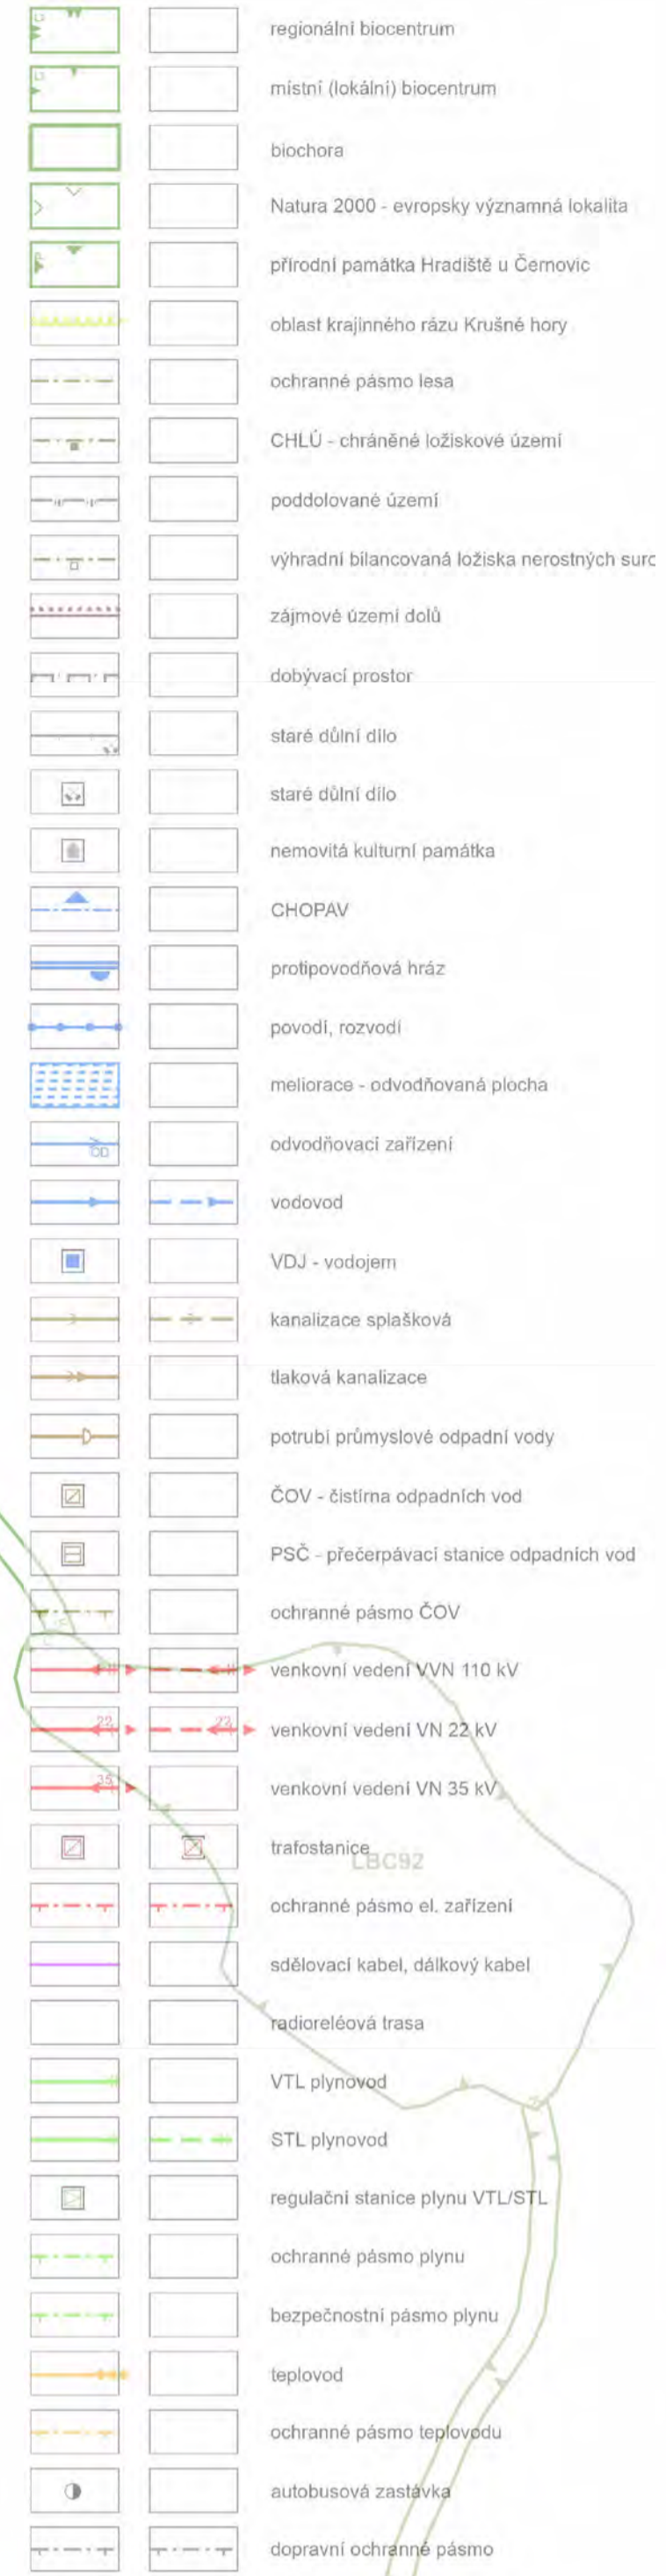 regionální biocentrum
místní (lokální) biocentrum
biochora
Natura 2000 - evropsky významná lokalita
přírodní památka Hradiště u Černovic
oblast krajinného rázu Krušné hory
ochranné pásmo lesa
CHLÚ - chráněné ložiskové území
poddolované území
výhradní bilancovaná ložiska nerostných surc
zájmové území dolů
dobývací prostor
staré důlní dílo
staré důlní dílo
nemovitá kulturní památka
CHOPAV
protipovodňová hráz
povodí, rozvodí
meliorace - odvodňovaná plocha
OD odvodňovací zařízení
vodovod
VDJ - vodojem
kanalizace splašková
tlaková kanalizace
potrubí průmyslové odpadní vody
ČOV - čistírna odpadních vod
PSČ - přečerpávací stanice odpadních vod
ochranné pásmo ČOV
venkovní vedení VVN 110 kV
22 22 venkovní vedení VN 22 kV
35 venkovní vedení VN 35 kV
trafostanice
LBC92
ochranné pásmo el. zařízení
sdělovací kabel, dálkový kabel
radioreléová trasa
VTL plynovod
STL plynovod
regulační stanice plynu VTL/STL
ochranné pásmo plynu
bezpečnostní pásmo plynu
teplovod
ochranné pásmo teplovodu
autobusová zastávka
dopravní ochranné pásmo